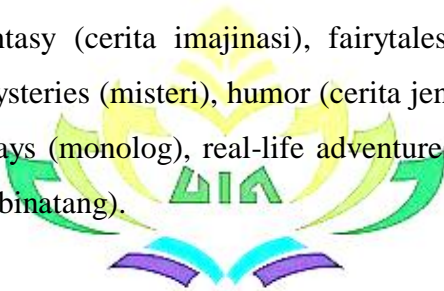 ntasy (cerita imajinasi), fairytales
ysteries (misteri), humor (cerita jen
ays (monolog), real-life adventure
binatang).
UIN